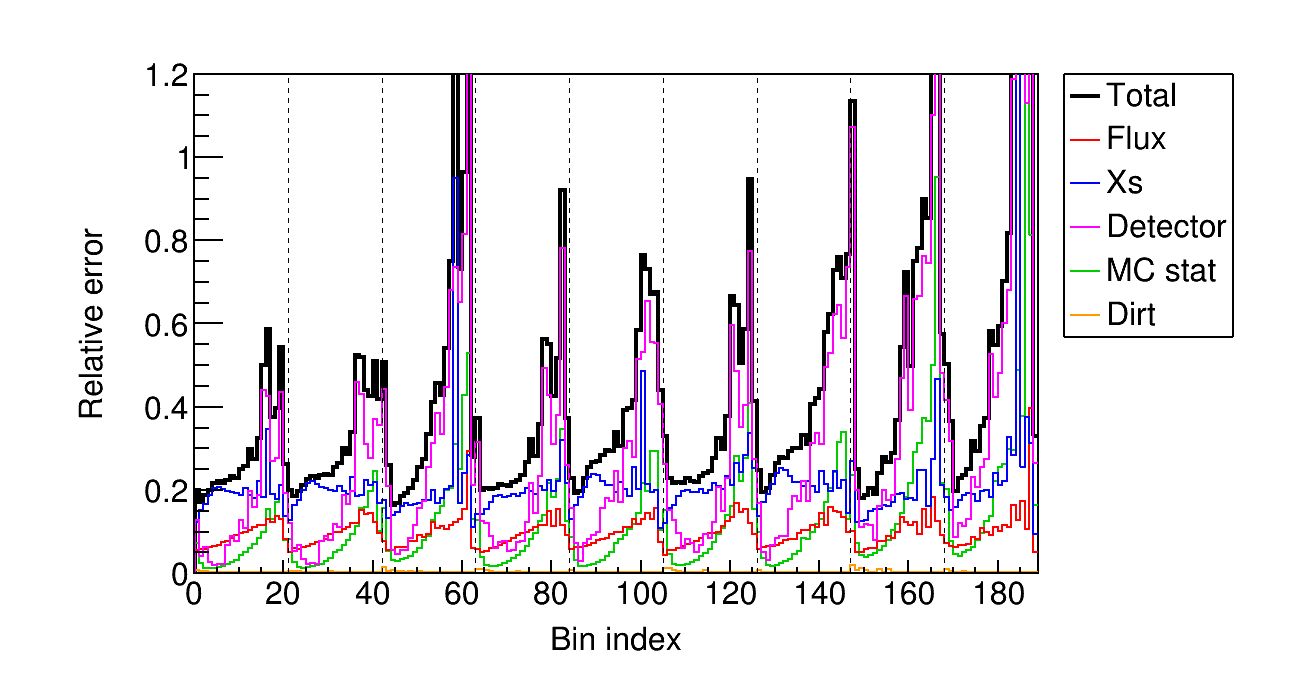 1.2
1
0.8
0.6
0.4
0.2
0
Relative error
0 20 40 60 80 100 120 140 160 180
Bin index
Total
Flux
Xs
Detector
MC stat
Dirt